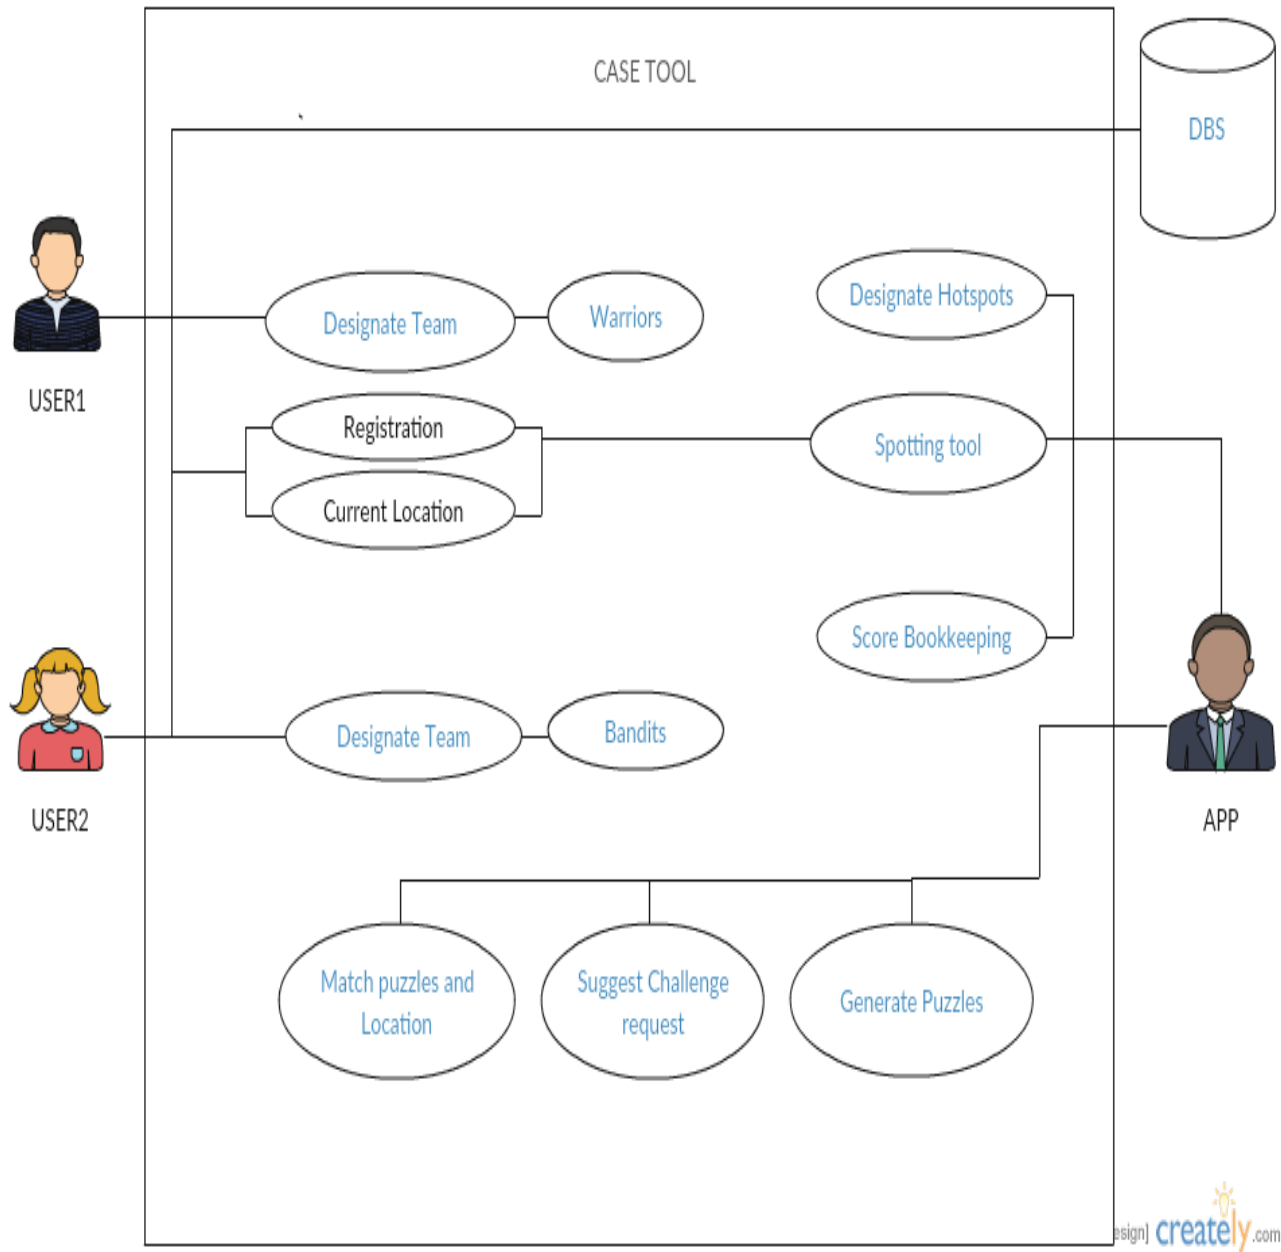 CASE TOOL
DBS
Designate Hotspots
Designate Team
Warriors
USER1
Registration
Spotting tool
Current Location
Score Bookkeeping
Designate Team
Bandits
USER2
APP
Match puzzles and
Location
Suggest Challenge
request
Generate Puzzles
esign] creately.com